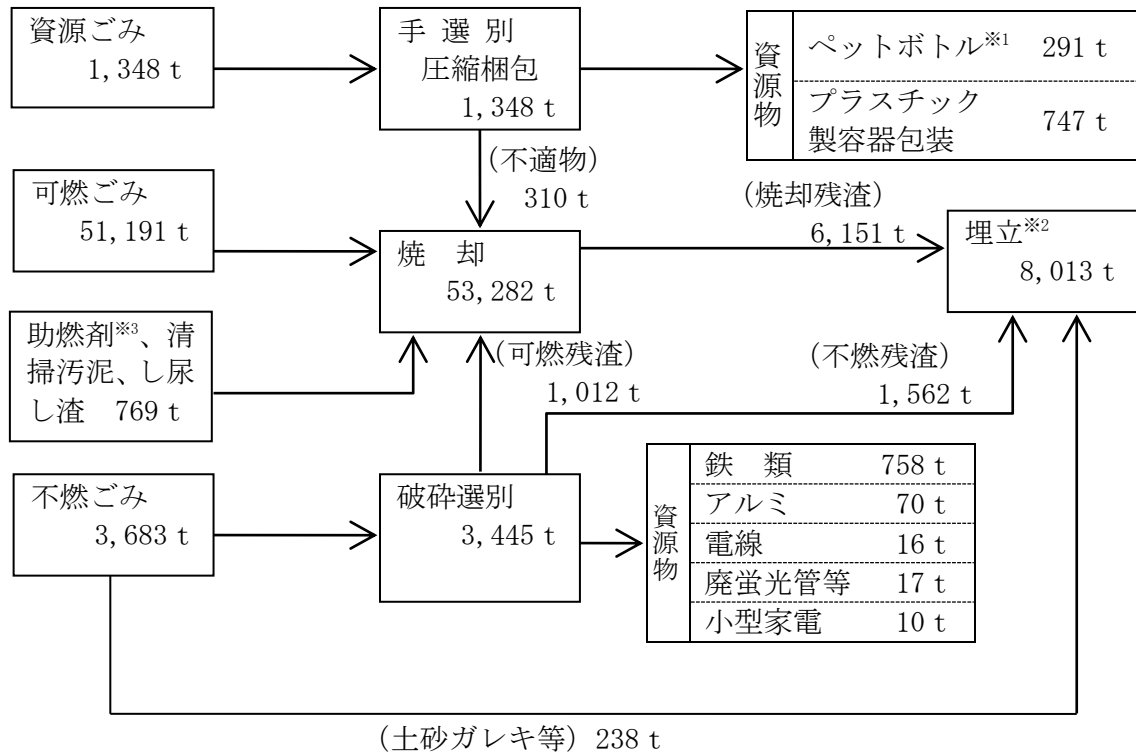 資源ごみ
1,348 t
手 選 別
圧縮梱包
1,348 t
資源物
ペットボトル※1 291 t
プラスチック
製容器包装 747 t
(不適物)
310 t
可燃ごみ
51,191 t
焼 却
53,282 t
(焼却残渣)
6,151 t
埋立※2
8,013 t
助燃剤※3、清
掃汚泥、し尿
し渣 769 t
(可燃残渣)
1,012 t
(不燃残渣)
1,562 t
不燃ごみ
3,683 t
破砕選別
3,445 t
資源物
鉄 類 758 t
アルミ 70 t
電線 16 t
廃蛍光管等 17 t
小型家電 10 t
(土砂ガレキ等) 238 t